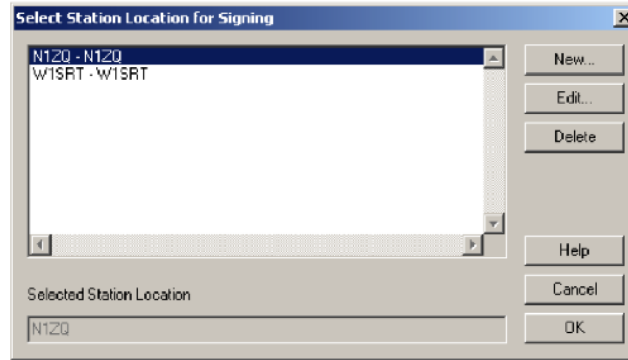 Select Station Location for Signing
N1ZQ - N1ZQ
W1SRT - W1SRT
New...
Edit...
Delete
Help
Cancel
OK
Selected Station Location
N1ZQ